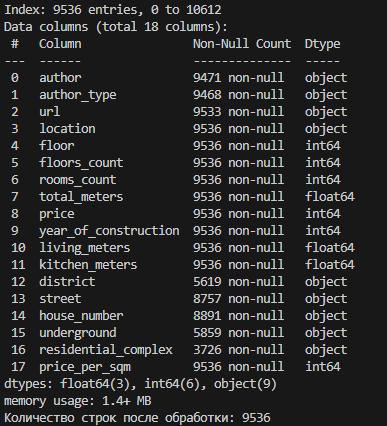 Index: 9536 entries, 0 to 10612
Data columns (total 18 columns):
 #   Column                Non-Null Count  Dtype
---  ------                --------------  -----
 0   author                9471 non-null   object
 1   author_type           9468 non-null   object
 2   url                   9533 non-null   object
 3   location              9536 non-null   object
 4   floor                 9536 non-null   int64
 5   floors_count          9536 non-null   int64
 6   rooms_count           9536 non-null   int64
 7   total_meters          9536 non-null   float64
 8   price                 9536 non-null   int64
 9   year_of_construction  9536 non-null   int64
 10  living_meters         9536 non-null   float64
 11  kitchen_meters        9536 non-null   float64
 12  district              5619 non-null   object
 13  street                8757 non-null   object
 14  house_number          8891 non-null   object
 15  underground           5859 non-null   object
 16  residential_complex   3726 non-null   object
 17  price_per_sqm         9536 non-null   int64
dtypes: float64(3), int64(6), object(9)
memory usage: 1.4+ MB
Количество строк после обработки: 9536